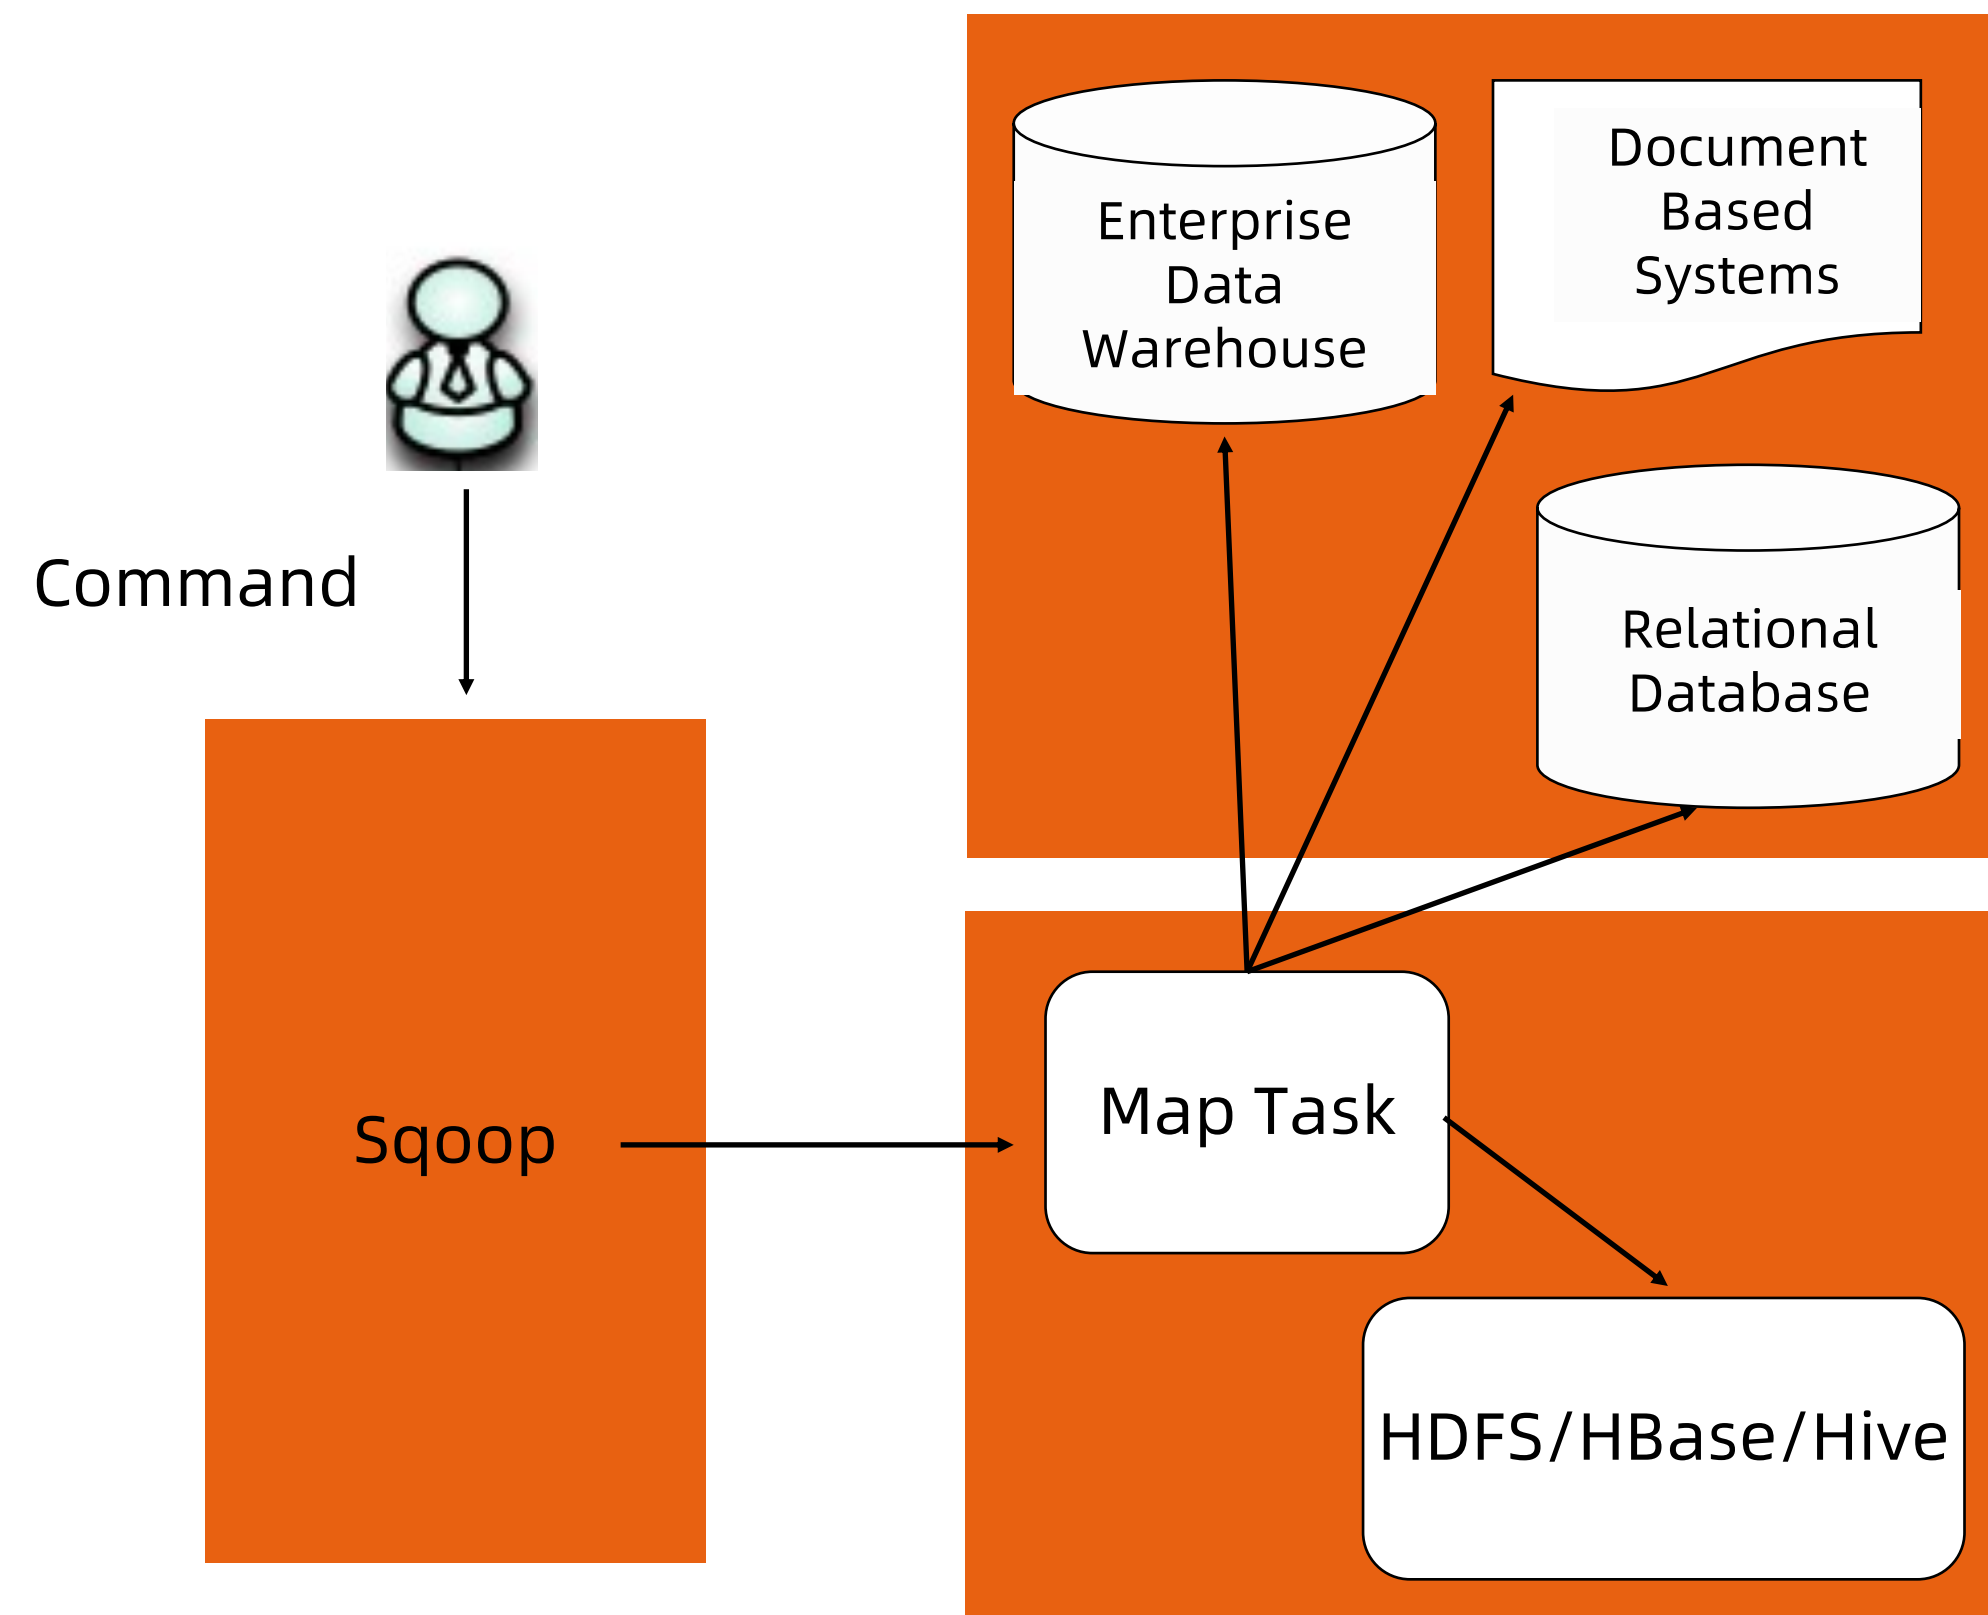 Command
Sqoop
Enterprise
Data
Warehouse
Document
Based
Systems
Relational
Database
Map Task
HDFS/HBase/Hive